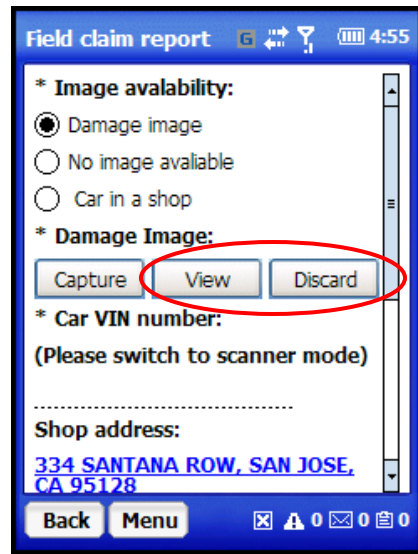 Field claim report G 4:55
* Image avalability:
Damage image
No image avaliable
Car in a shop
* Damage Image:
Capture View Discard
* Car VIN number:
(Please switch to scanner mode)
....................................................
Shop address:
334 SANTANA ROW, SAN JOSE,
CA 95128
Back Menu 0 0 0